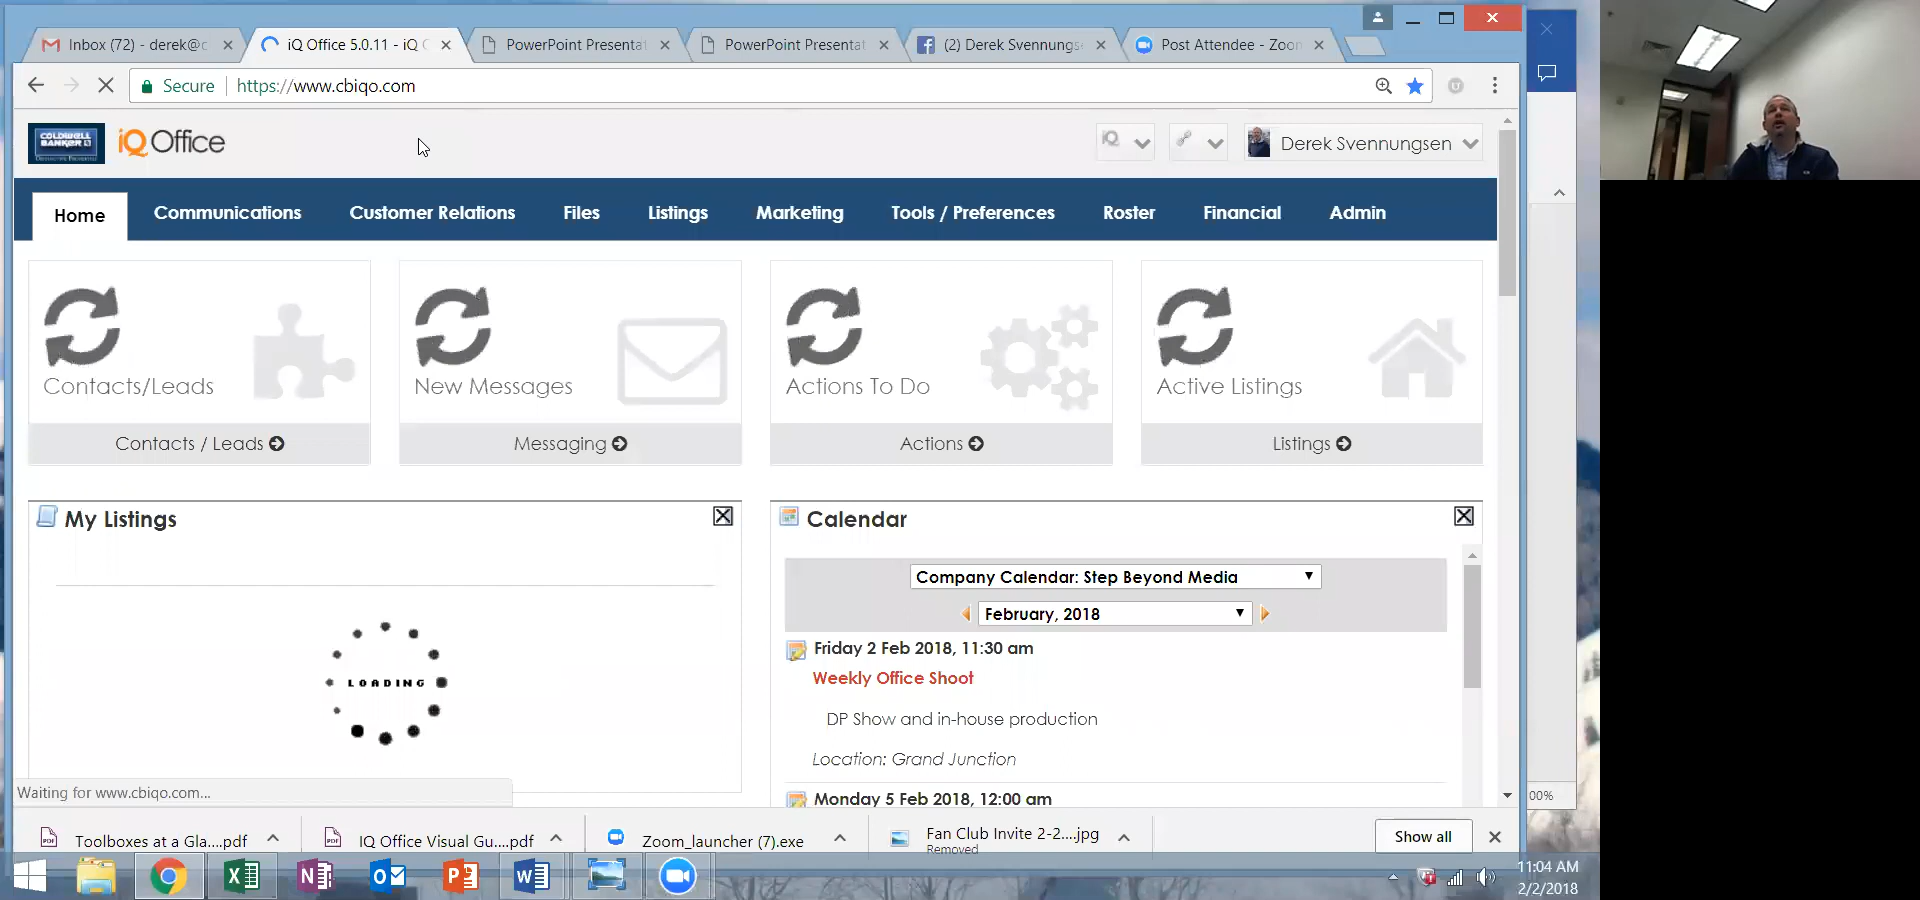 Inbox (72) - derek@c
iQ Office 5.0.11 - iQ
PowerPoint Presenta
PowerPoint Presenta
(2) Derek Svennungs
Post Attendee - Zoo
Secure
https://www.cbiqo.com
COLDWELL
BANKER
iQ Office
iQ
Derek Svennungsen
Home
Communications
Customer Relations
Files
Listings
Marketing
Tools / Preferences
Roster
Financial
Admin
Contacts/Leads
New Messages
Actions To Do
Active Listings
Contacts / Leads
Messaging
Actions
Listings
My Listings
Calendar
LOADING
Company Calendar: Step Beyond Media
February, 2018
Friday 2 Feb 2018, 11:30 am
Weekly Office Shoot
DP Show and in-house production
Location: Grand Junction
Monday 5 Feb 2018, 12:00 am
Waiting for www.cbiqo.com...
00%
Toolboxes at a Gla....pdf
IQ Office Visual Gu....pdf
Zoom_launcher (7).exe
Fan Club Invite 2-2....jpg
Removed
Show all
11:04 AM
2/2/2018